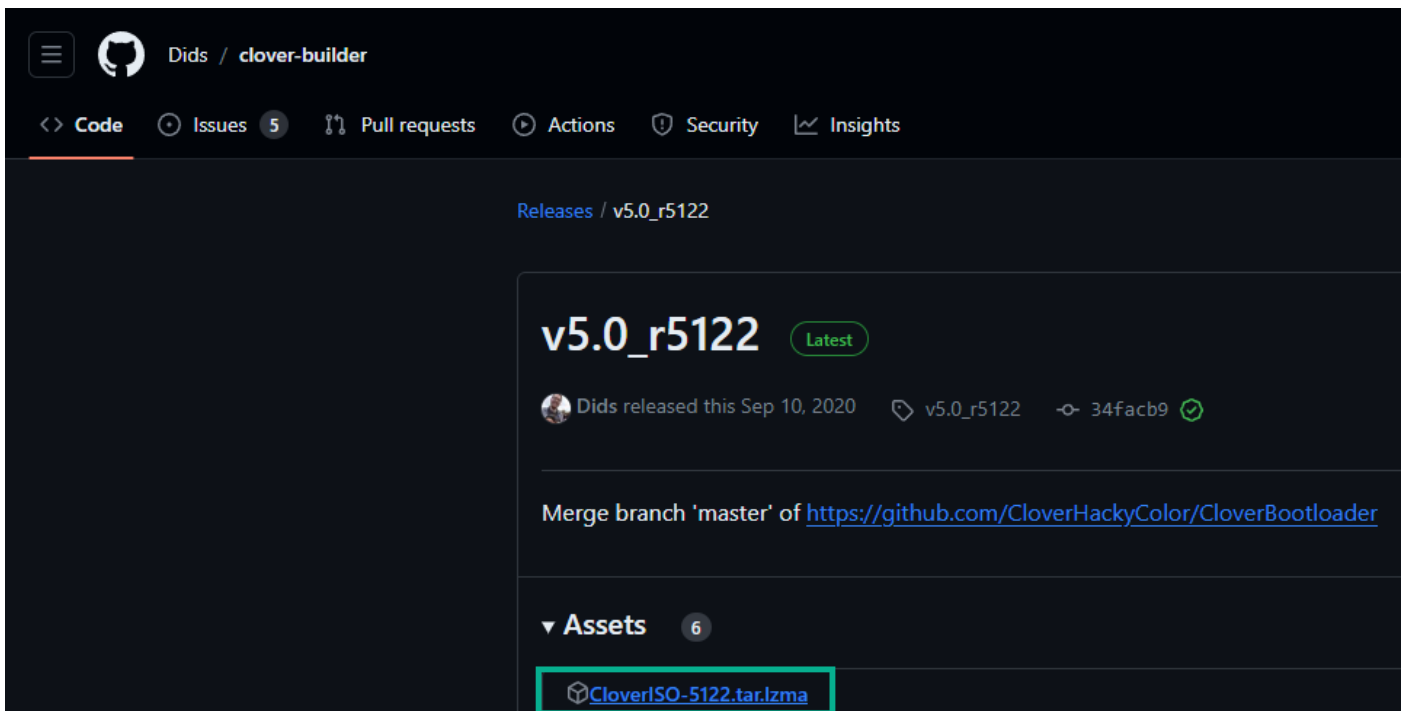 Dids / clover-builder
Code Issues 5 Pull requests Actions Security Insights
Releases / v5.0_r5122
v5.0_r5122 Latest
Dids released this Sep 10, 2020 v5.0_r5122 34facb9
Merge branch 'master' of https://github.com/CloverHackyColor/CloverBootloader
Assets 6
CloverISO-5122.tar.lzma